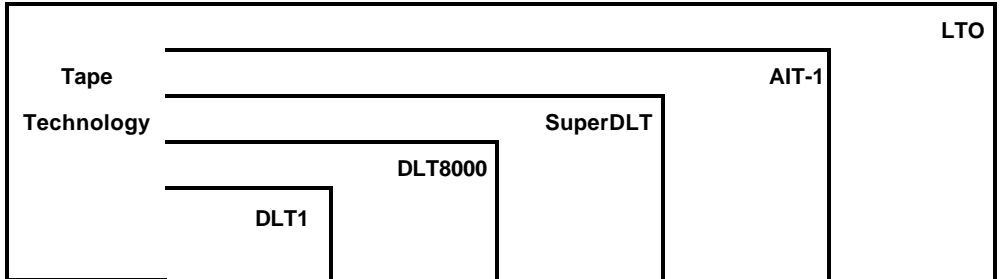 LTO
Tape AIT-1
Technology SuperDLT
DLT8000
DLT1